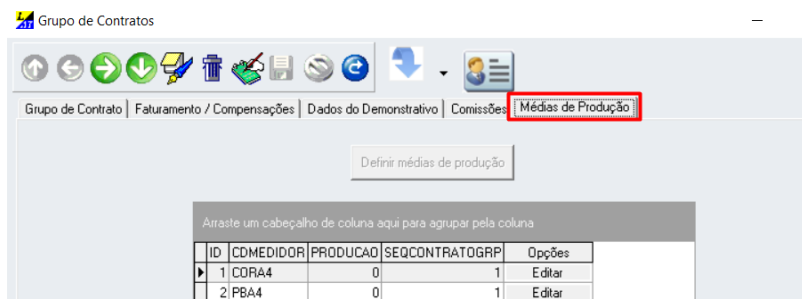 Grupo de Contratos
Grupo de Contrato Faturamento / Compensações Dados do Demonstrativo Comissões Médias de Produção
Definir médias de produção
Arraste um cabeçalho de coluna aqui para agrupar pela coluna
ID CDMEDIDOR PRODUCAO SEQCONTRATOGRP Opções
1 CORA4 0 1 Editar
2 PBA4 0 1 Editar